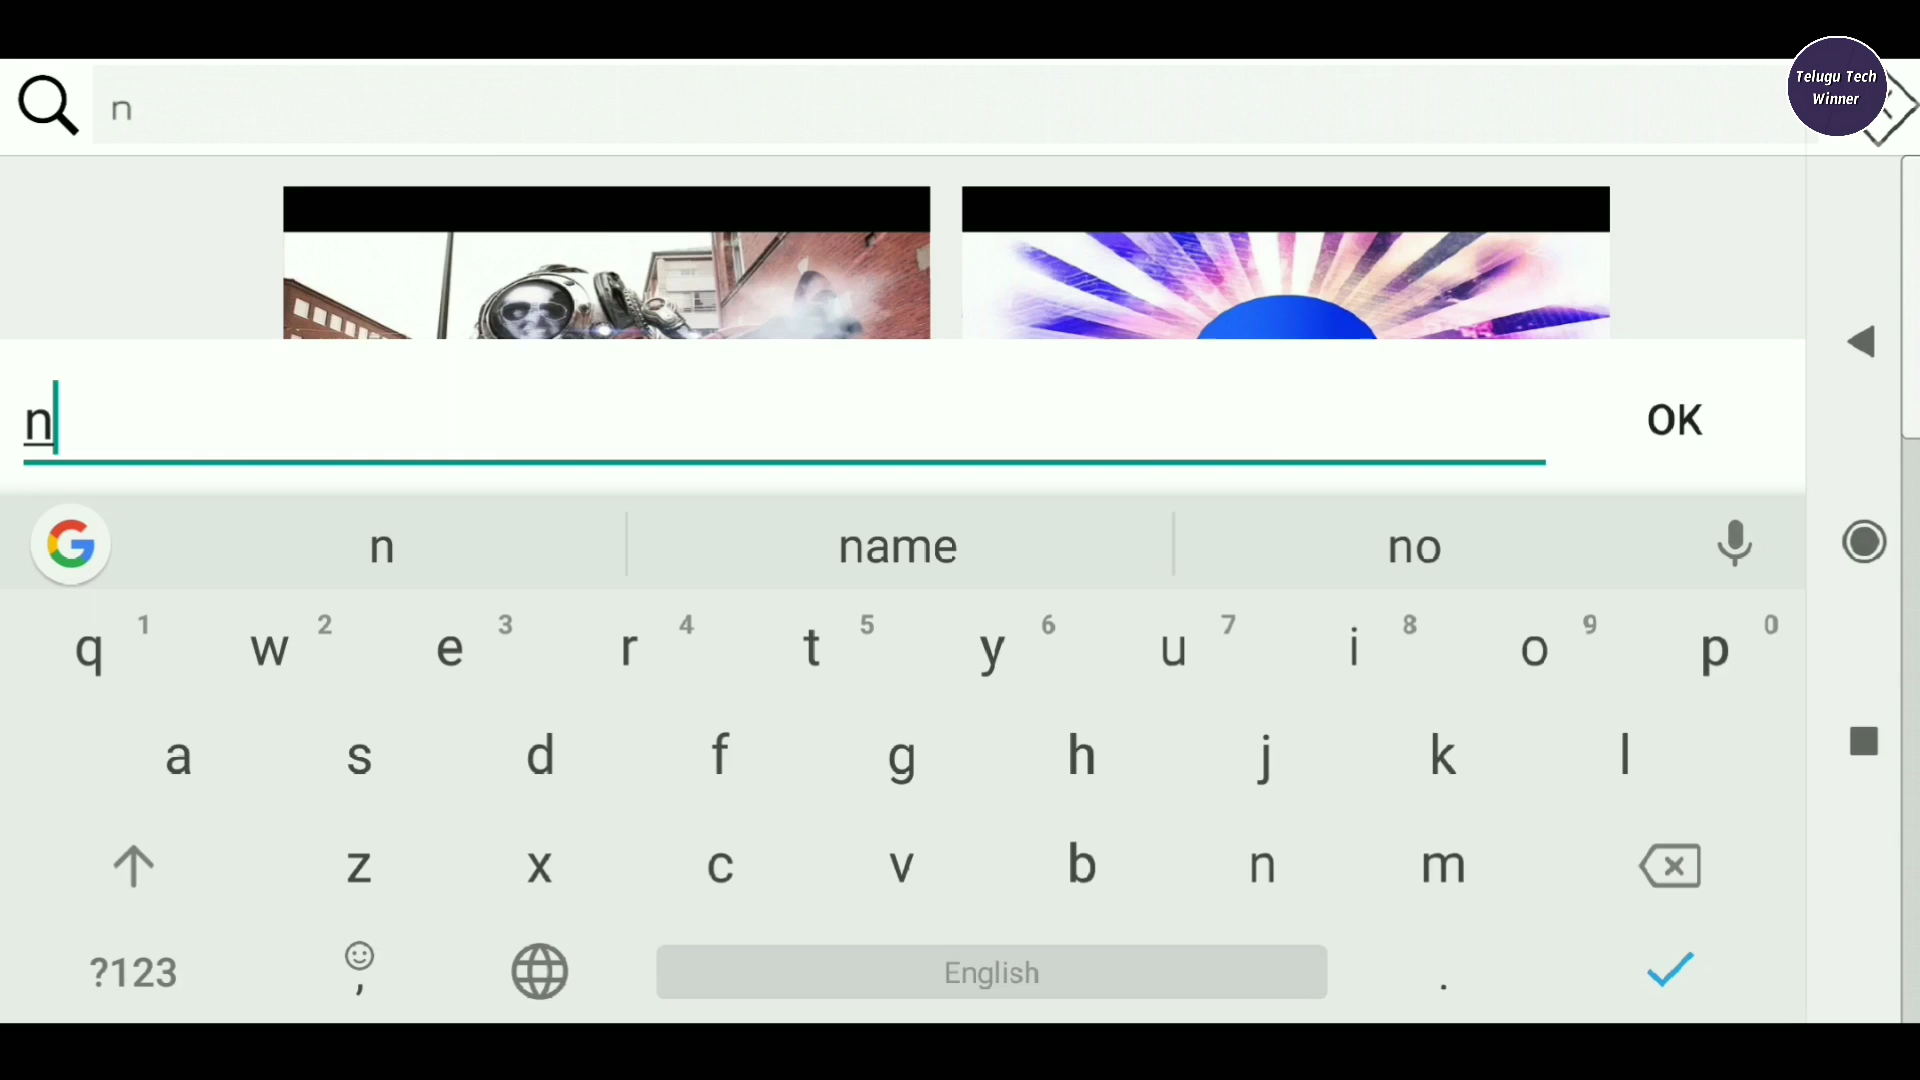 Telugu Tech
Winner
n
n
OK
n name no
1 2 3 4 5 6 7 8 9 0
q w e r t y u i o p
a s d f g h j k l
z x c v b n m
?123 , English .